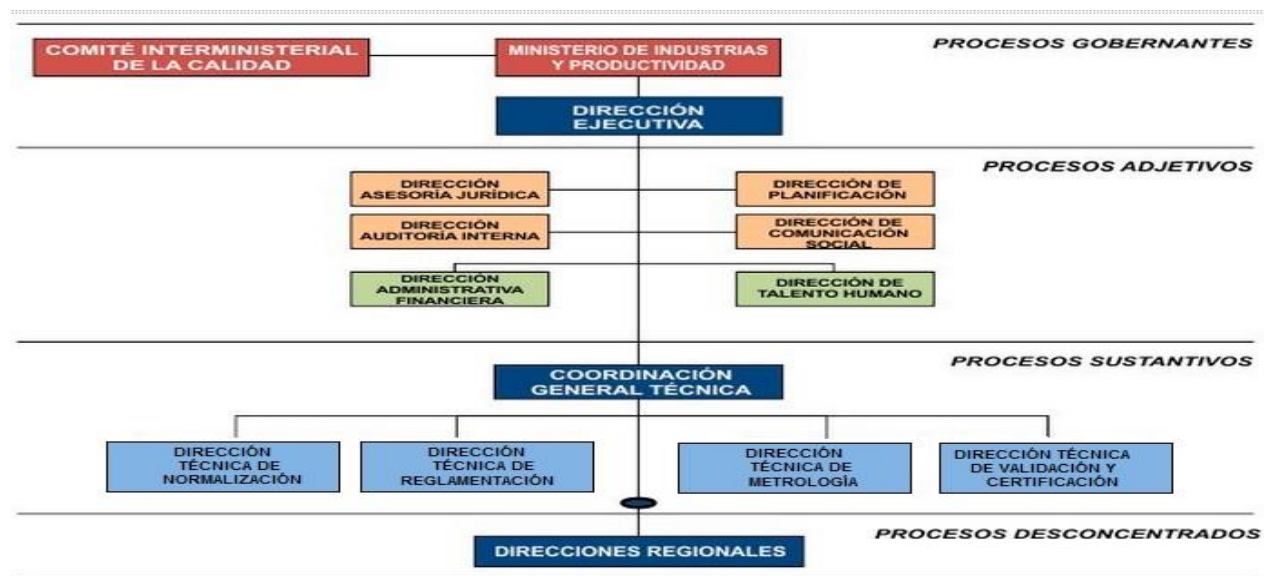 COMITÉ INTERMINISTERIAL
DE LA CALIDAD
MINISTERIO DE INDUSTRIAS
Y PRODUCTIVIDAD
PROCESOS GOBERNANTES
DIRECCIÓN
EJECUTIVA
PROCESOS ADJETIVOS
DIRECCIÓN
ASESORÍA JURÍDICA
DIRECCIÓN DE
PLANIFICACIÓN
DIRECCIÓN
AUDITORÍA INTERNA
DIRECCIÓN DE
COMUNICACIÓN
SOCIAL
DIRECCIÓN
ADMINISTRATIVA
FINANCIERA
DIRECCIÓN DE
TALENTO HUMANO
PROCESOS SUSTANTIVOS
COORDINACIÓN
GENERAL TÉCNICA
DIRECCIÓN
TÉCNICA DE
NORMALIZACIÓN
DIRECCIÓN
TÉCNICA DE
REGLAMENTACIÓN
DIRECCIÓN
TÉCNICA DE
METROLOGÍA
DIRECCIÓN TÉCNICA
DE VALIDACIÓN Y
CERTIFICACIÓN
PROCESOS DESCONCENTRADOS
DIRECCIONES REGIONALES